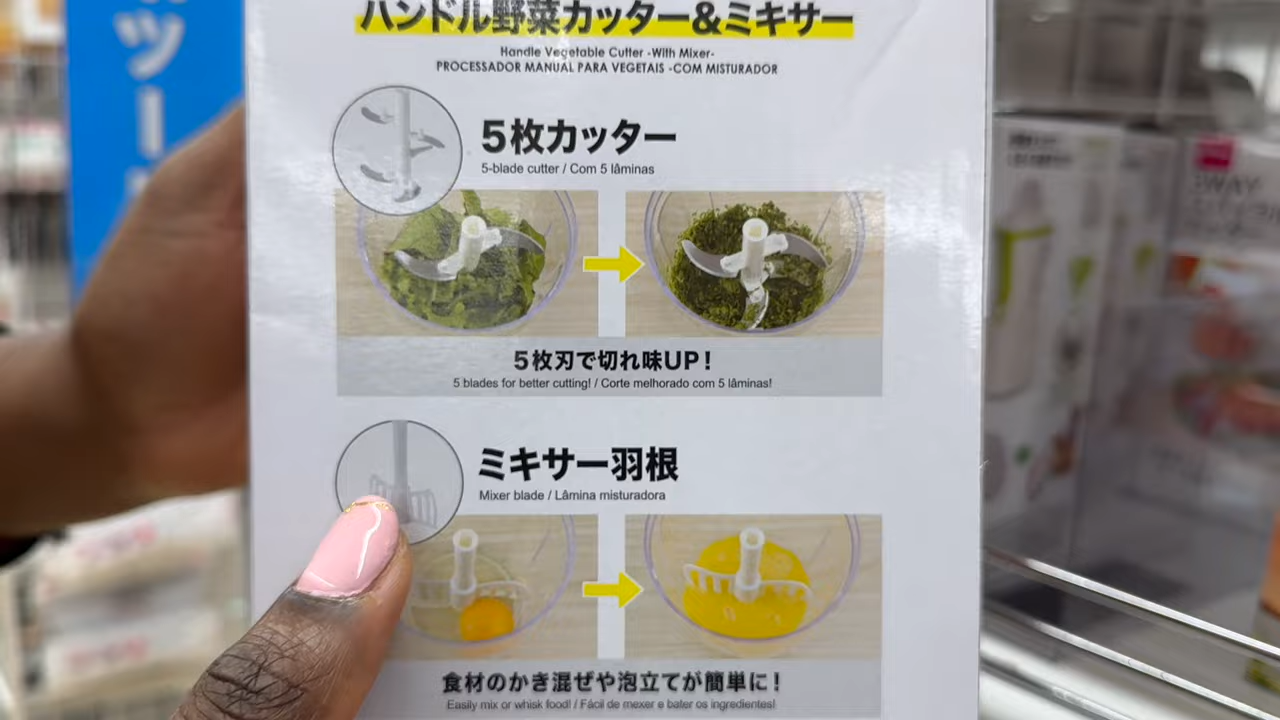 ハンドル野菜カッター&ミキサー
Handle Vegetable Cutter -With Mixer-
PROCESSADOR MANUAL PARA VEGETAIS -COM MISTURADOR
5枚カッター
5-blade cutter / Com 5 lâminas
5枚刃で切れ味UP!
5 blades for better cutting! / Corte melhorado com 5 lâminas!
ミキサー羽根
Mixer blade / Lâmina misturadora
食材のかき混ぜや泡立てが簡単に!
Easily mix or whisk food! / Fácil de mexer e bater os ingredientes!
ツー
3WAY